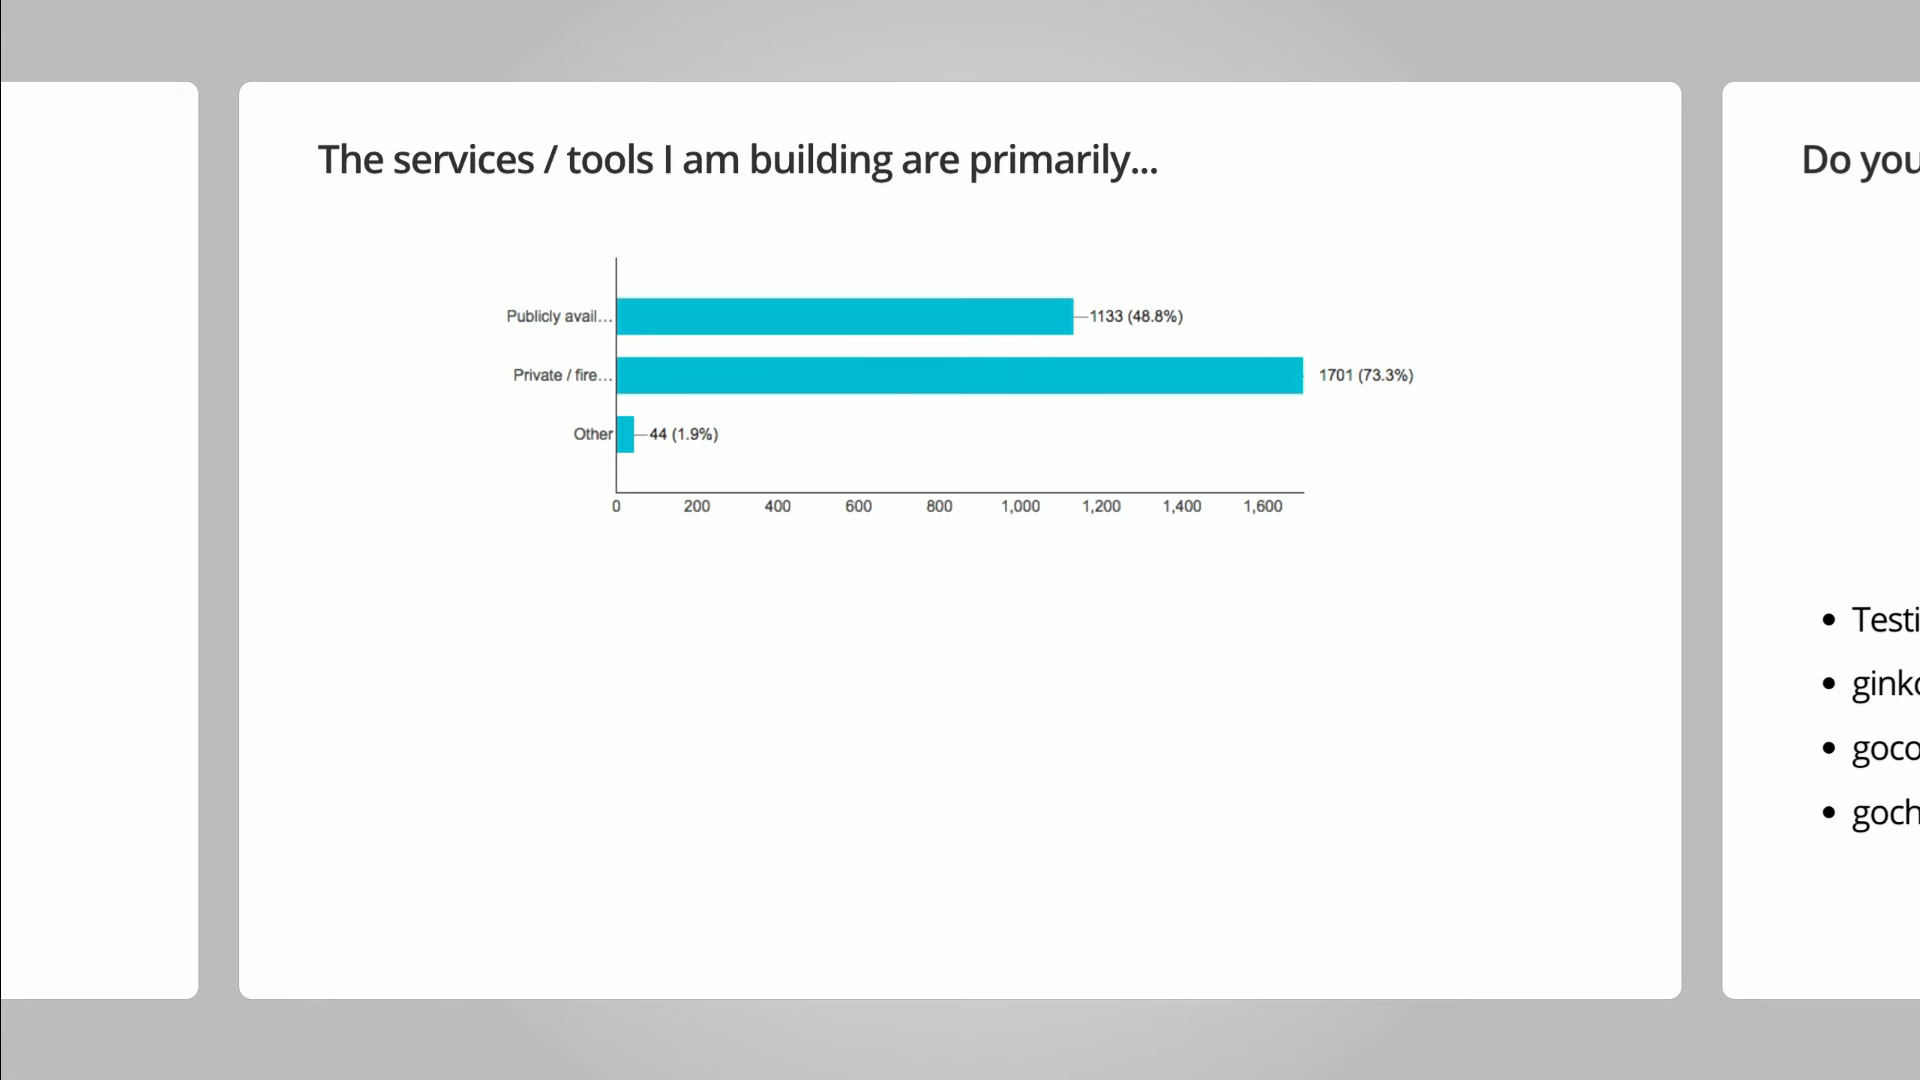 The services / tools I am building are primarily...
Publicly avail...
1133 (48.8%)
Private / fire...
1701 (73.3%)
Other
44 (1.9%)
0 200 400 600 800 1,000 1,200 1,400 1,600
Do you
Testi
ginko
goco
goch